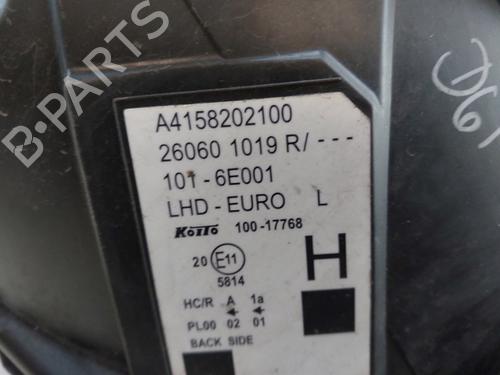 B-PARTS
A4158202100
26060 1019 R/ ---
101 - 6E001
LHD - EURO L
KOITO 100-17768
20 E11 H
5814
HC/R A 1a
PL00 02 01
BACK SIDE